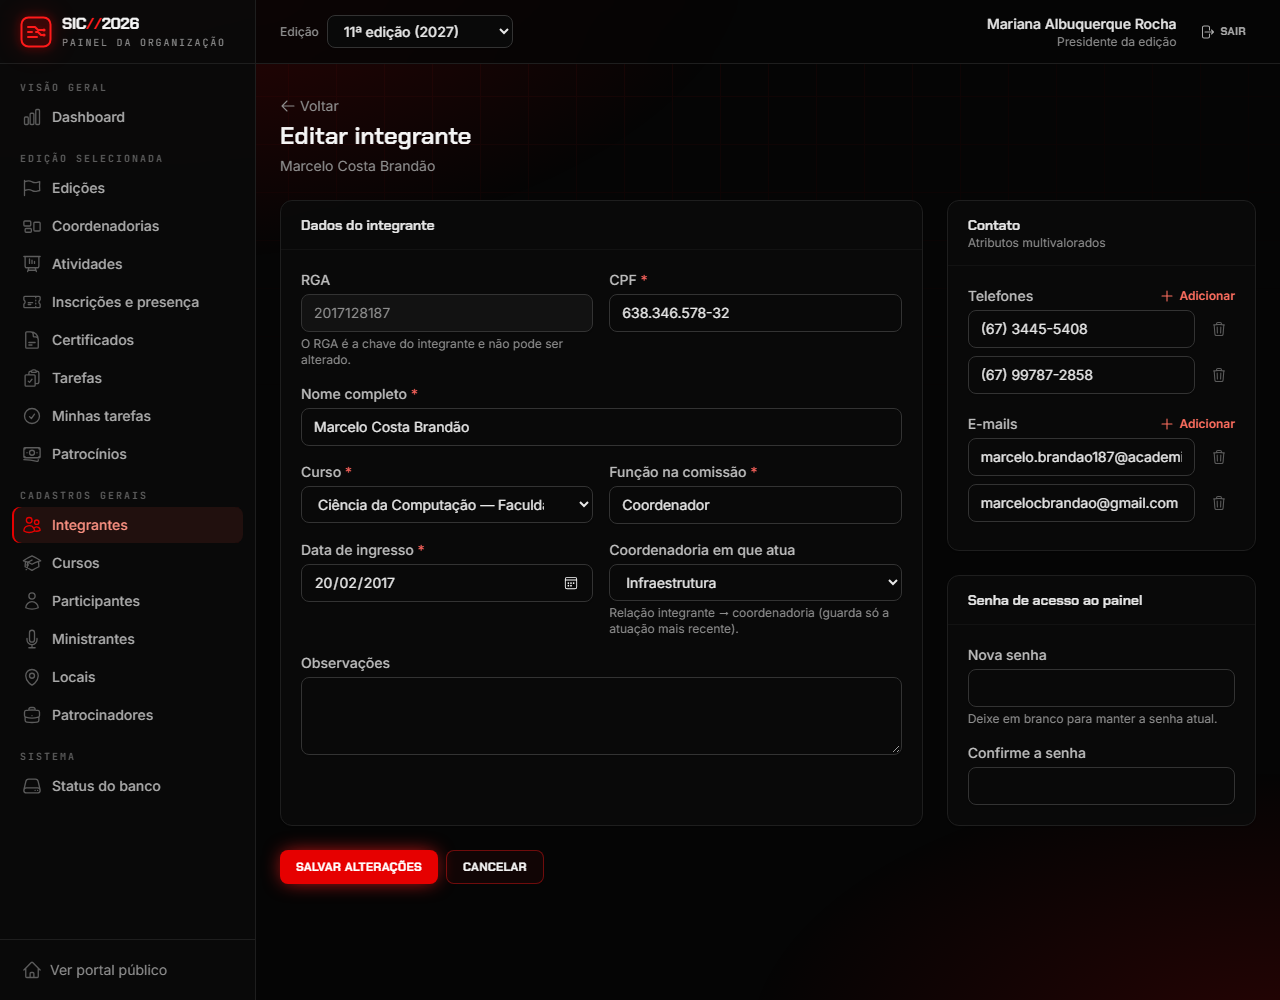 SIC//2026
PAINEL DA ORGANIZAÇÃO
Edição
11ª edição (2027)
Mariana Albuquerque Rocha
Presidente da edição
SAIR
VISÃO GERAL
Dashboard
EDIÇÃO SELECIONADA
Edições
Coordenadorias
Atividades
Inscrições e presença
Certificados
Tarefas
Minhas tarefas
Patrocínios
CADASTROS GERAIS
Integrantes
Cursos
Participantes
Ministrantes
Locais
Patrocinadores
SISTEMA
Status do banco
Ver portal público
← Voltar
Editar integrante
Marcelo Costa Brandão
Dados do integrante
RGA
2017128187
O RGA é a chave do integrante e não pode ser
alterado.
CPF *
638.346.578-32
Nome completo *
Marcelo Costa Brandão
Curso *
Ciência da Computação — Faculd
Função na comissão *
Coordenador
Data de ingresso *
20/02/2017
Coordenadoria em que atua
Infraestrutura
Relação integrante → coordenadoria (guarda só a
atuação mais recente).
Observações
Contato
Atributos multivalorados
Telefones
+ Adicionar
(67) 3445-5408
(67) 99787-2858
E-mails
+ Adicionar
marcelo.brandao187@academi
marcelocbrandao@gmail.com
Senha de acesso ao painel
Nova senha
Deixe em branco para manter a senha atual.
Confirme a senha
SALVAR ALTERAÇÕES
CANCELAR